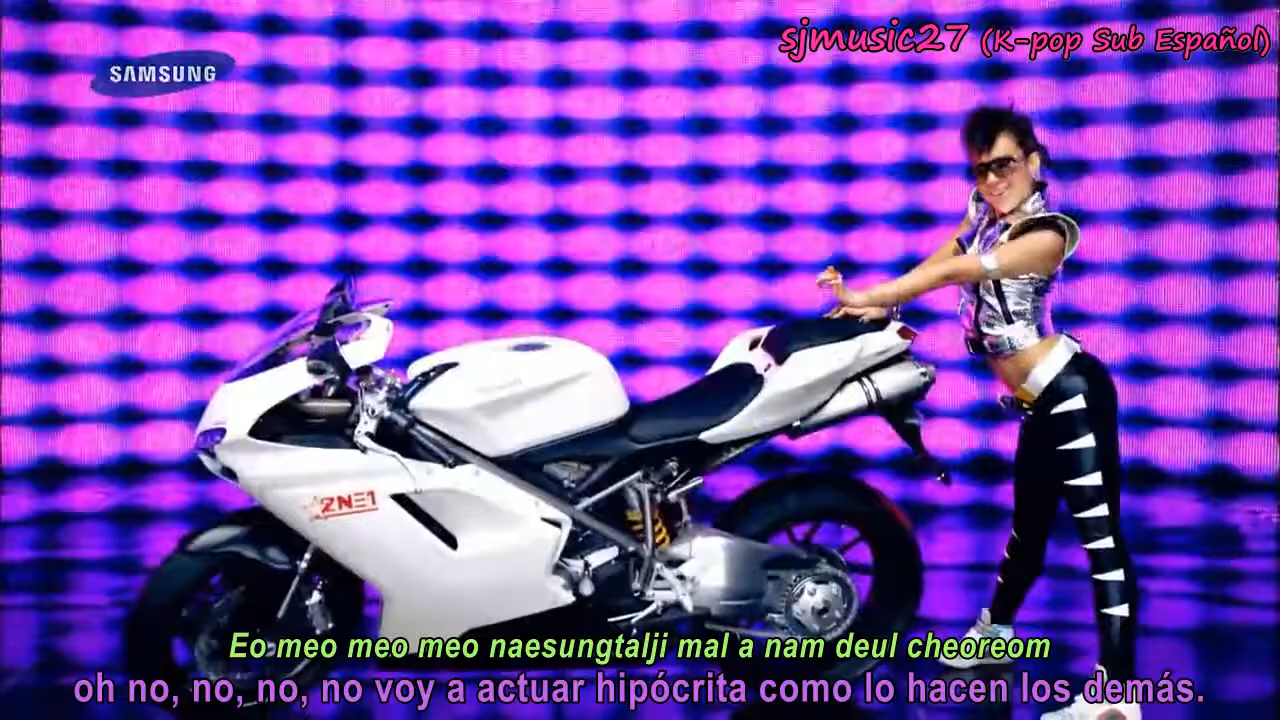 sjmusic27 (K-pop Sub Español)
SAMSUNG
2NE1
Eo meo meo meo naesungtalji mal a nam deul cheoreom
oh no, no, no, no voy a actuar hipócrita como lo hacen los demás.